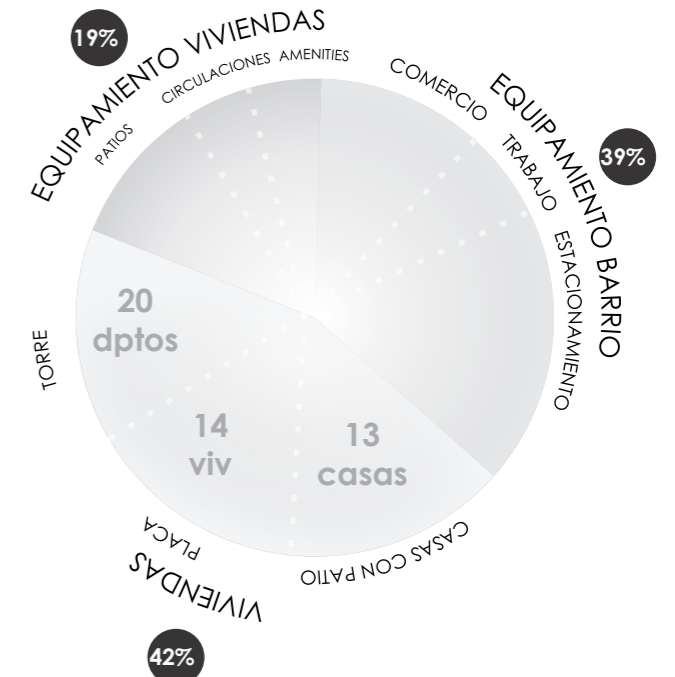 19%
EQUIPAMIENTO VIVIENDAS
PATIOS
CIRCULACIONES
AMENITIES
COMERCIO
EQUIPAMIENTO BARRIO
39%
TRABAJO
ESTACIONAMIENTO
20
dptos
TORRE
14
viv
13
casas
PLACA
CASAS CON PATIO
VIVIENDAS
42%